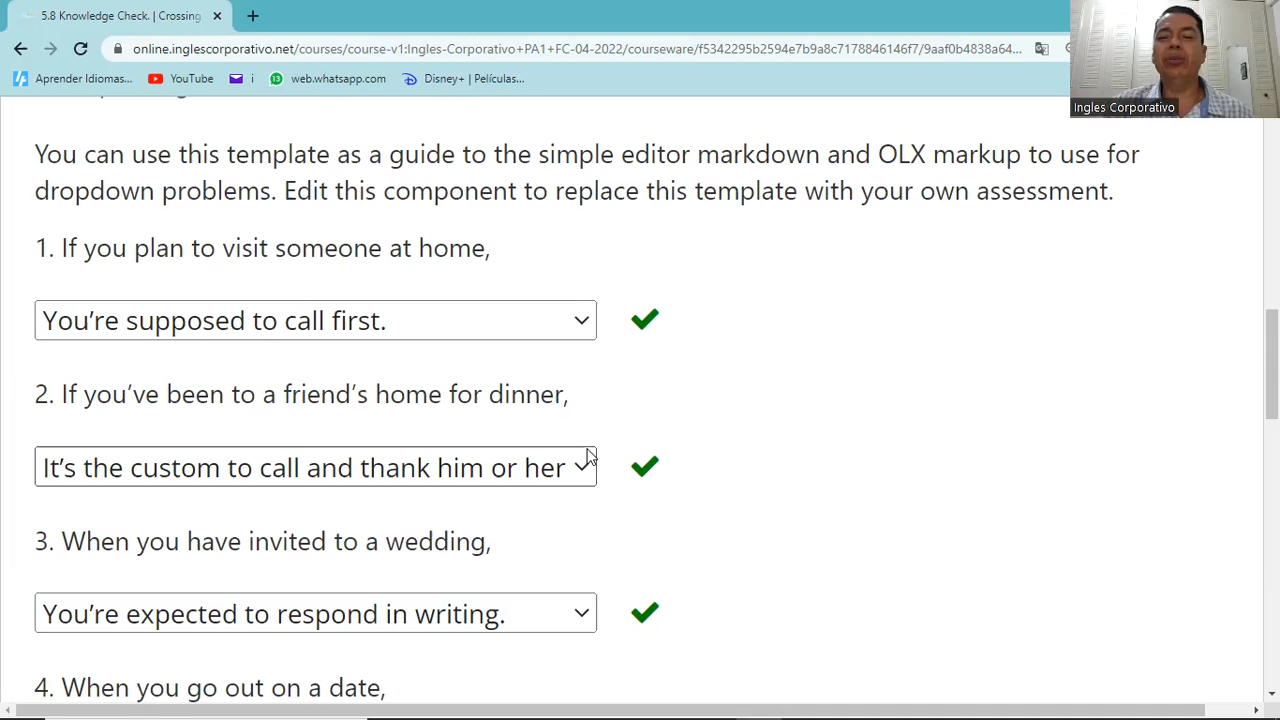 5.8 Knowledge Check. | Crossing
online.inglescorporativo.net/courses/course-v1:Ingles-Corporativo+PA1+FC-04-2022/courseware/f5342295b2594e7b9a8c7178846146f7/9aaf0b4838a64...
Aprender Idiomas...
YouTube
i
web.whatsapp.com
Disney+ | Películas...
Ingles Corporativo
You can use this template as a guide to the simple editor markdown and OLX markup to use for
dropdown problems. Edit this component to replace this template with your own assessment.
1. If you plan to visit someone at home,
You’re supposed to call first.
2. If you’ve been to a friend’s home for dinner,
It’s the custom to call and thank him or her
3. When you have invited to a wedding,
You’re expected to respond in writing.
4. When you go out on a date,